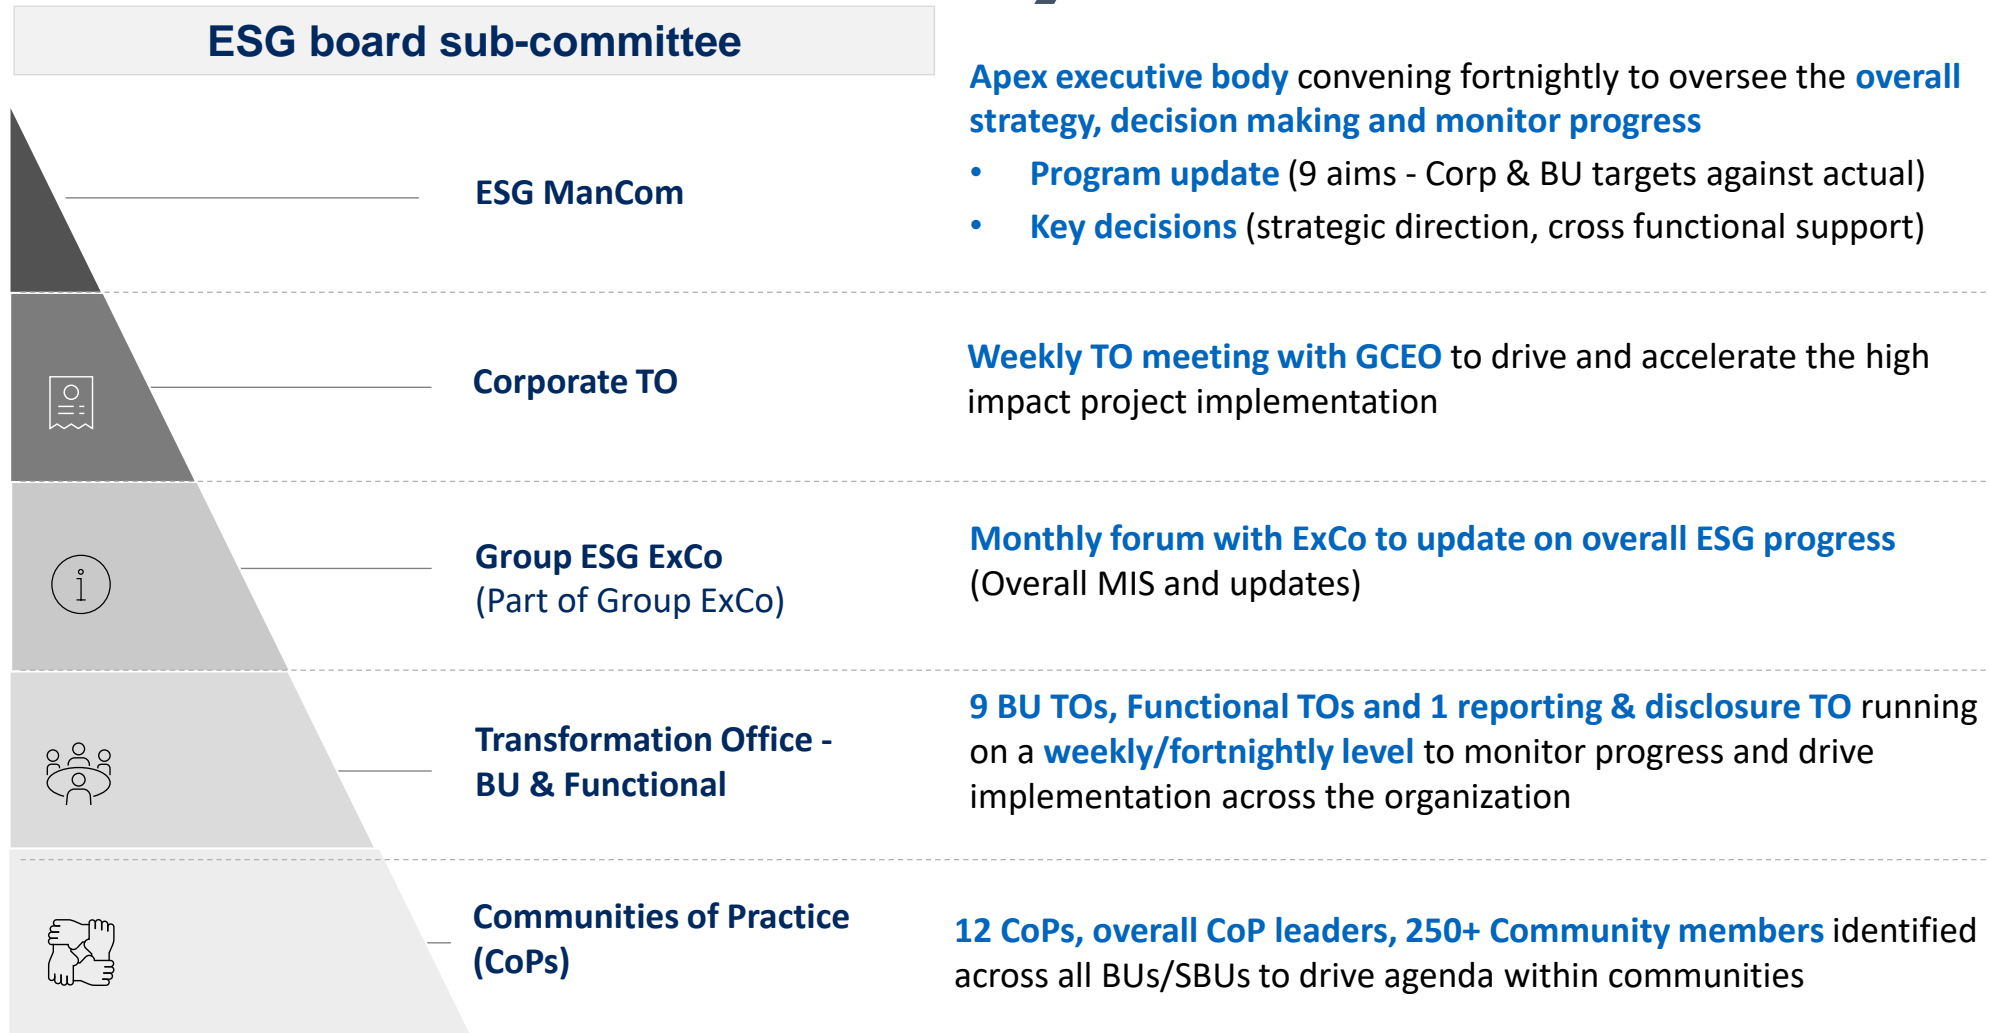 ESG board sub-committee
Apex executive body convening fortnightly to oversee the overall
strategy, decision making and monitor progress
• Program update (9 aims - Corp & BU targets against actual)
• Key decisions (strategic direction, cross functional support)
ESG ManCom
Weekly TO meeting with GCEO to drive and accelerate the high
impact project implementation
Corporate TO
Monthly forum with ExCo to update on overall ESG progress
(Overall MIS and updates)
Group ESG ExCo
(Part of Group ExCo)
i
9 BU TOs, Functional TOs and 1 reporting & disclosure TO running
on a weekly/fortnightly level to monitor progress and drive
implementation across the organization
Transformation Office -
BU & Functional
12 CoPs, overall CoP leaders, 250+ Community members identified
across all BUs/SBUs to drive agenda within communities
Communities of Practice
(CoPs)